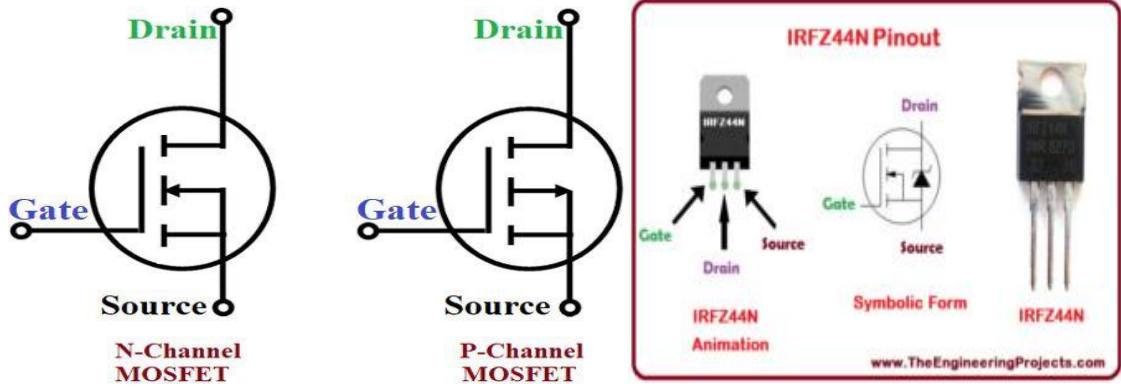 Drain
Gate
Source
N-Channel
MOSFET
Drain
Gate
Source
P-Channel
MOSFET
IRFZ44N Pinout
IRFZ44N
Gate
Drain
Source
IRFZ44N
Animation
Drain
Gate
Source
Symbolic Form
IRFZ44N
www.TheEngineeringProjects.com